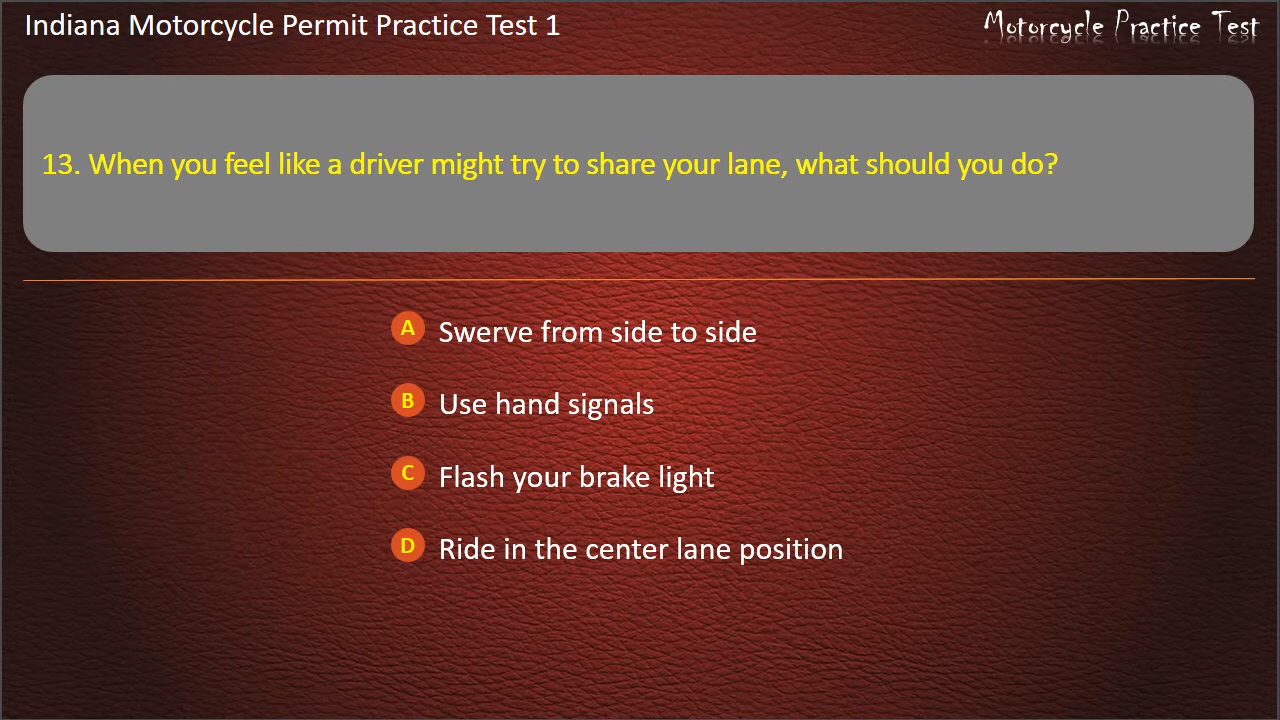 Indiana Motorcycle Permit Practice Test 1
Motorcycle Practice Test
13. When you feel like a driver might try to share your lane, what should you do?
A Swerve from side to side
B Use hand signals
C Flash your brake light
D Ride in the center lane position